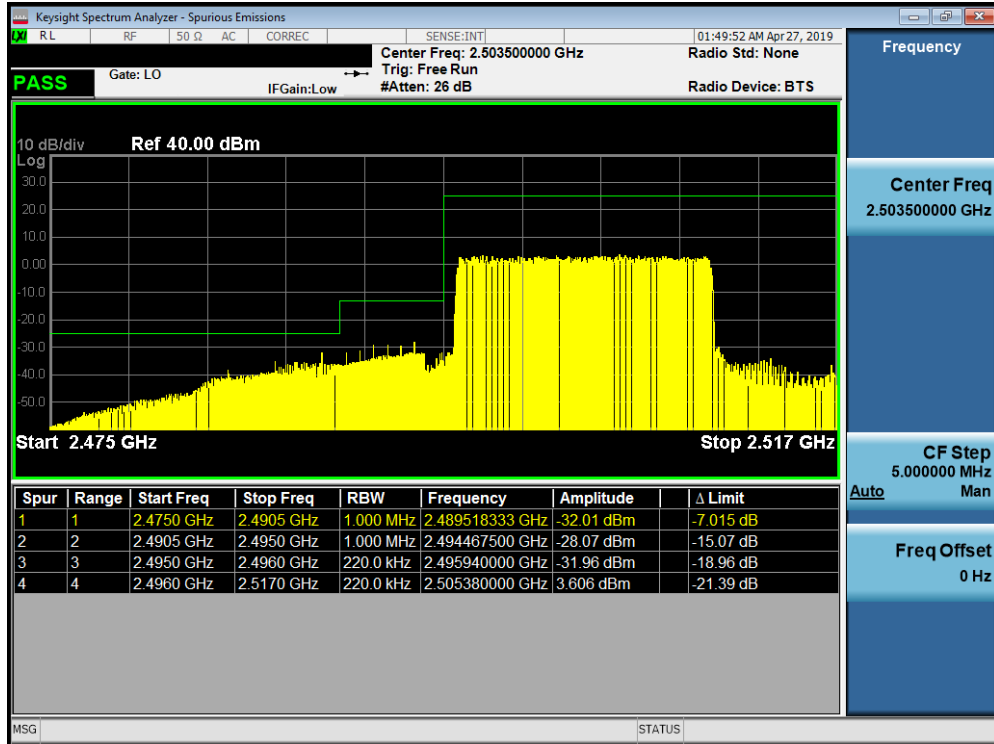 Keysight Spectrum Analyzer - Spurious Emissions
LXI RL RF 50 Ω AC CORREC SENSE:INT 01:49:52 AM Apr 27, 2019
Center Freq: 2.503500000 GHz Radio Std: None
Gate: LO Trig: Free Run
PASS IFGain:Low #Atten: 26 dB Radio Device: BTS
10 dB/div Ref 40.00 dBm
Log
30.0
20.0
10.0
0.00
-10.0
-20.0
-30.0
-40.0
-50.0
Start 2.475 GHz Stop 2.517 GHz
Spur Range Start Freq Stop Freq RBW Frequency Amplitude Δ Limit
1 1 2.4750 GHz 2.4905 GHz 1.000 MHz 2.489518333 GHz -32.01 dBm -7.015 dB
2 2 2.4905 GHz 2.4950 GHz 1.000 MHz 2.494467500 GHz -28.07 dBm -15.07 dB
3 3 2.4950 GHz 2.4960 GHz 220.0 kHz 2.495940000 GHz -31.96 dBm -18.96 dB
4 4 2.4960 GHz 2.5170 GHz 220.0 kHz 2.505380000 GHz 3.606 dBm -21.39 dB
MSG STATUS
Frequency
Center Freq
2.503500000 GHz
CF Step
5.000000 MHz
Auto Man
Freq Offset
0 Hz